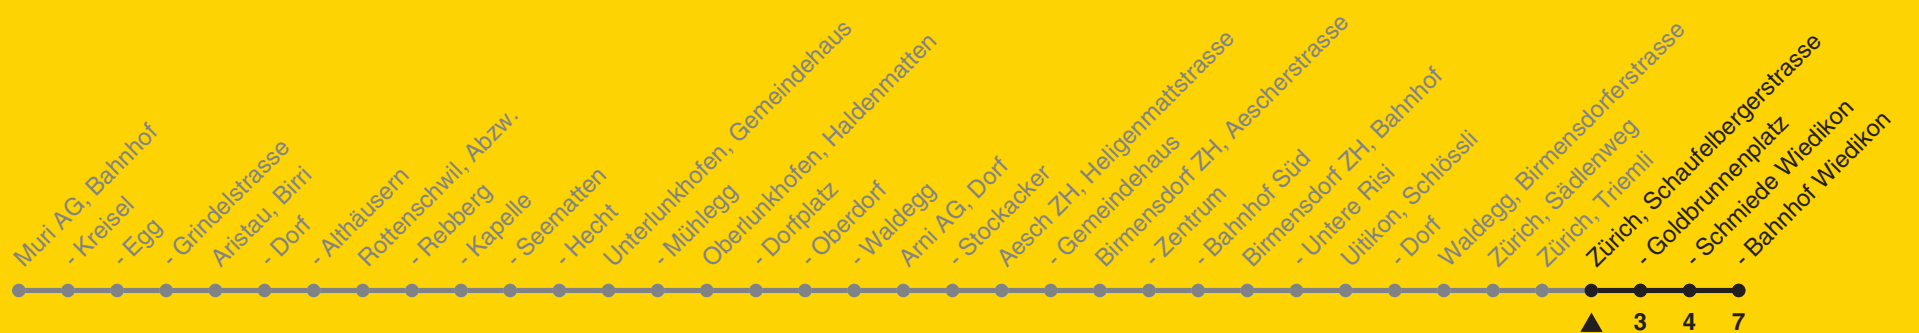 Muri AG, Bahnhof
- Kreisel
- Egg
- Grindelstrasse
Aristau, Birri
- Dorf
- Althäusern
Rottenschwil, Abzw.
- Rebberg
- Kapelle
- Seematten
- Hecht
Unterlunkhofen, Gemeindehaus
- Mühlegg
Oberlunkhofen, Haldenmatten
- Dorfplatz
- Oberdorf
- Waldegg
Arni AG, Dorf
- Stockacker
Aesch ZH, Heligenmattstrasse
- Gemeindehaus
Birmensdorf ZH, Aescherstrasse
- Zentrum
- Bahnhof Süd
Birmensdorf ZH, Bahnhof
- Untere Risi
Uitikon, Schlössli
- Dorf
Waldegg, Birmensdorferstrasse
Zürich, Sädlenweg
Zürich, Triemli
Zürich, Schaufelbergerstrasse
- Goldbrunnenplatz
- Schmiede Wiedikon
- Bahnhof Wiedikon
3 4 7